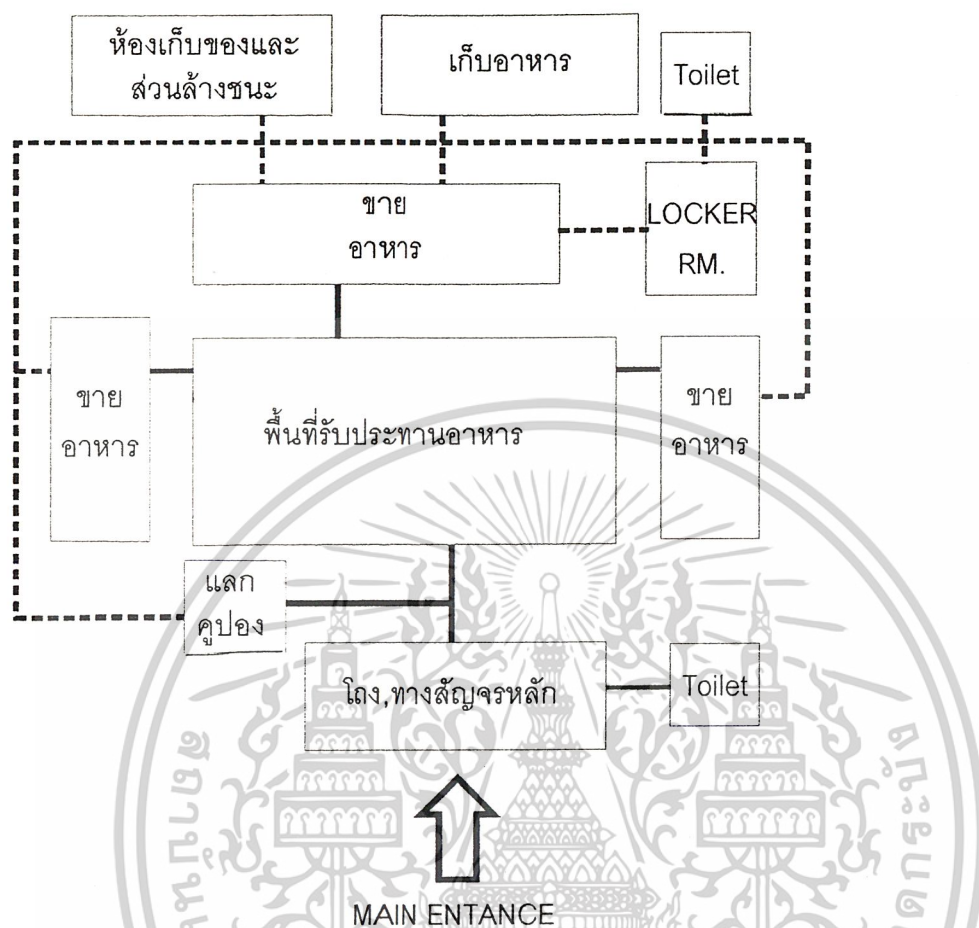 ห้องเก็บของและ
ส่วนล้างชนะ
เก็บอาหาร
Toilet
ขาย
อาหาร
LOCKER
RM.
ขาย
อาหาร
พื้นที่รับประทานอาหาร
ขาย
อาหาร
แลก
คูปอง
โถง,ทางสัญจรหลัก
Toilet
MAIN ENTANCE